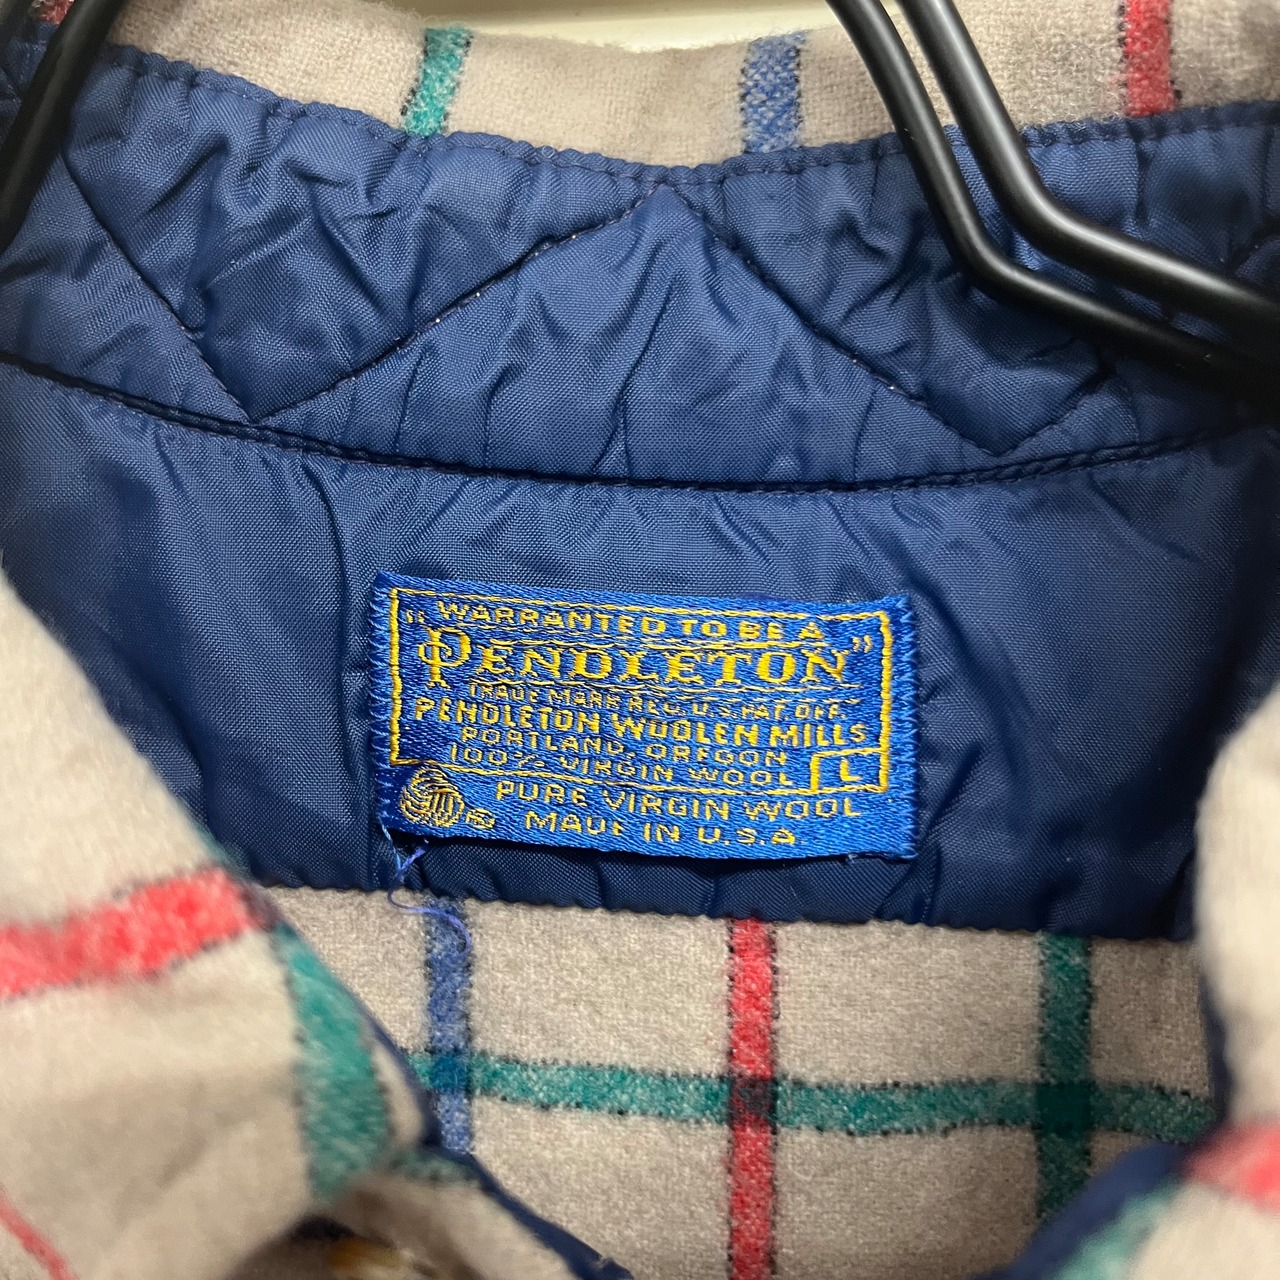 WARRANTED TO BE A
"PENDLETON"
TRADE MARK REG. U.S. PAT. OFF.
PENDLETON WOOLEN MILLS
PORTLAND, OREGON
100% VIRGIN WOOL L
PURE VIRGIN WOOL
MADE IN U.S.A.